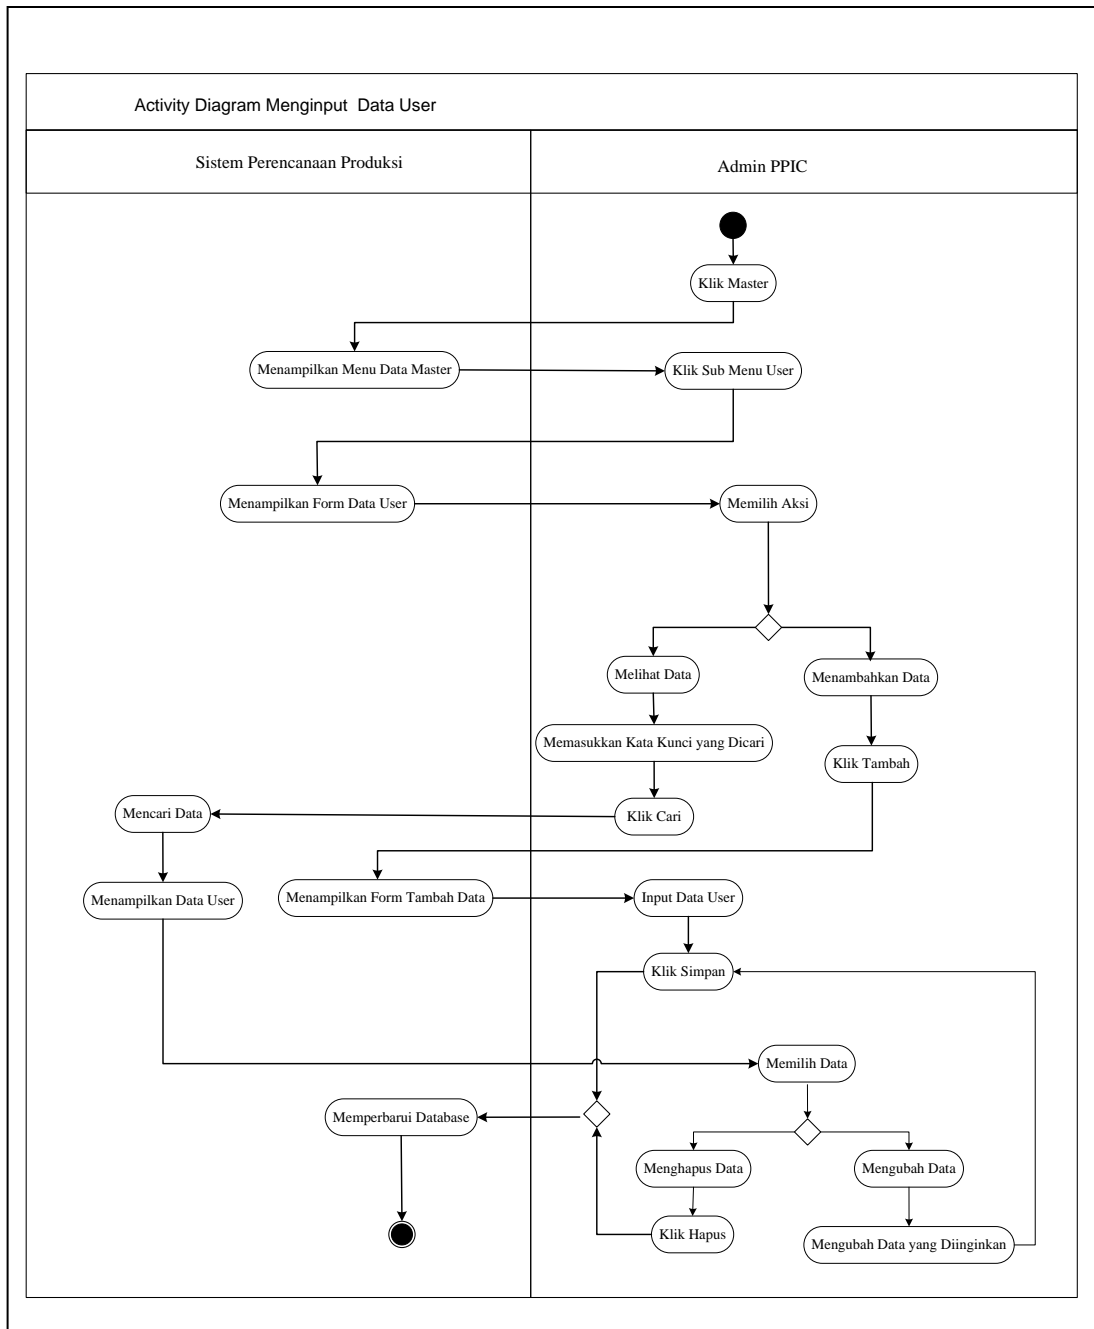 Activity Diagram Menginput Data User
Sistem Perencanaan Produksi
Admin PPIC
Klik Master
Menampilkan Menu Data Master
Klik Sub Menu User
Menampilkan Form Data User
Memilih Aksi
Melihat Data
Menambahkan Data
Memasukkan Kata Kunci yang Dicari
Klik Tambah
Mencari Data
Klik Cari
Menampilkan Data User
Menampilkan Form Tambah Data
Input Data User
Klik Simpan
Memilih Data
Memperbarui Database
Menghapus Data
Mengubah Data
Klik Hapus
Mengubah Data yang Diinginkan